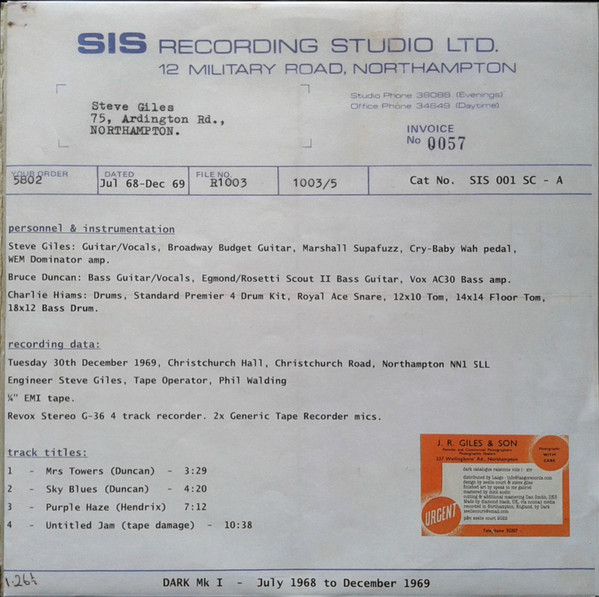 SIS RECORDING STUDIO LTD.
12 MILITARY ROAD, NORTHAMPTON
Studio Phone 38088 (Evenings)
Office Phone 34649 (Daytime)
Steve Giles
75, Ardington Rd.,
NORTHAMPTON.
INVOICE
No 0057
YOUR ORDER 5802
DATED Jul 68-Dec 69
FILE NO. R1003
1003/5
Cat No. SIS 001 SC - A
personnel & instrumentation
Steve Giles: Guitar/Vocals, Broadway Budget Guitar, Marshall Supafuzz, Cry-Baby Wah pedal,
WEM Dominator amp.
Bruce Duncan: Bass Guitar/Vocals, Egmond/Rosetti Scout II Bass Guitar, Vox AC30 Bass amp.
Charlie Hiams: Drums, Standard Premier 4 Drum Kit, Royal Ace Snare, 12x10 Tom, 14x14 Floor Tom,
18x12 Bass Drum.
recording data:
Tuesday 30th December 1969, Christchurch Hall, Christchurch Road, Northampton NN1 5LL
Engineer Steve Giles, Tape Operator, Phil Walding
¼" EMI tape.
Revox Stereo G-36 4 track recorder. 2x Generic Tape Recorder mics.
track titles:
1 - Mrs Towers (Duncan) - 3:29
2 - Sky Blues (Duncan) - 4:20
3 - Purple Haze (Hendrix) 7:12
4 - Untitled Jam (tape damage) - 10:38
J. R. GILES & SON
Photographs
WITH
CARE
URGENT
DARK Mk I - July 1968 to December 1969